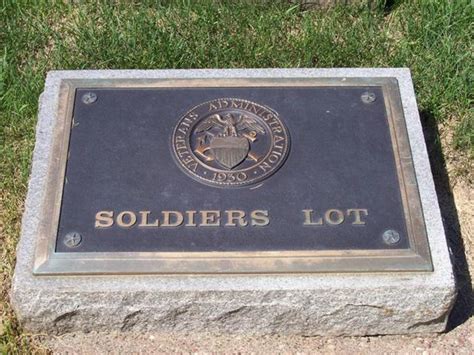 VETERANS ADMINISTRATION
1930
SOLDIERS LOT